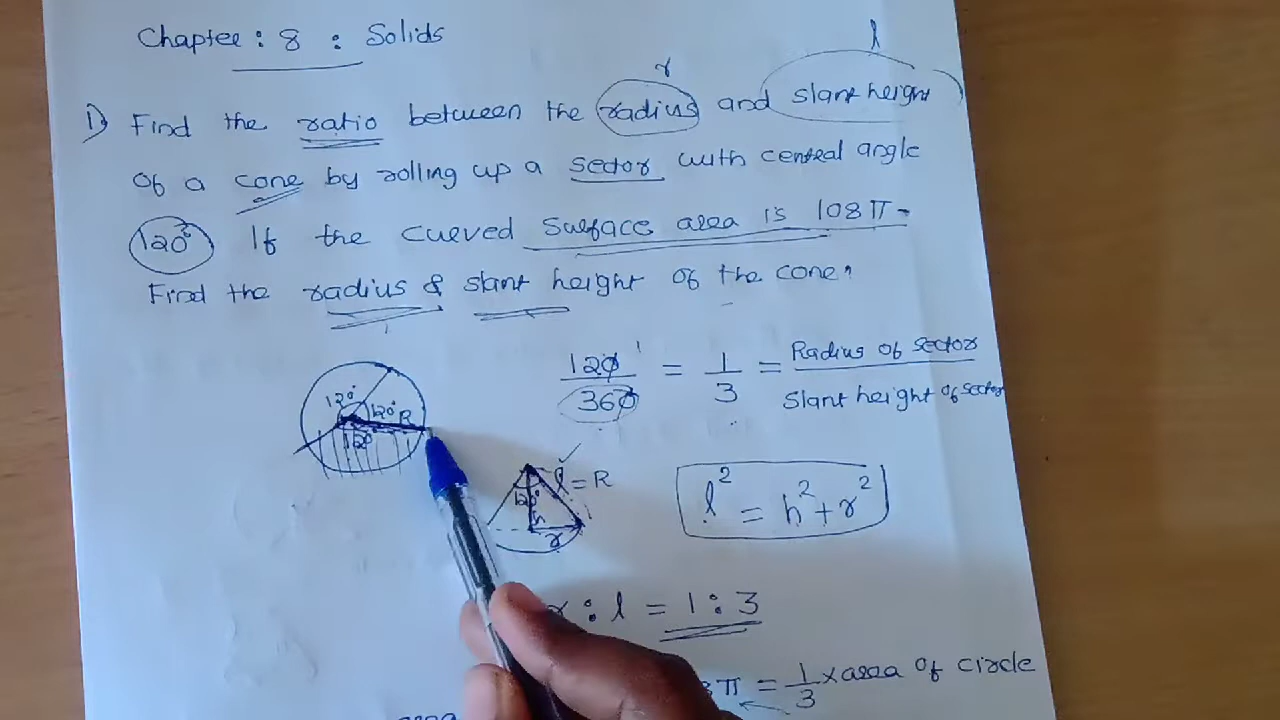 Chapter : 8 : Solids
r
l
1) Find the ratio between the radius and slant height
of a cone by rolling up a sector with central angle
120° If the curved surface area is 108π.
Find the radius & slant height of the cone.
120/360 = 1/3 = Radius of sector/Slant height of sector
120°
120° R
120°
l = R
120°
h
r
l² = h² + r²
r : l = 1 : 3
π = 1/3 × area of circle
area